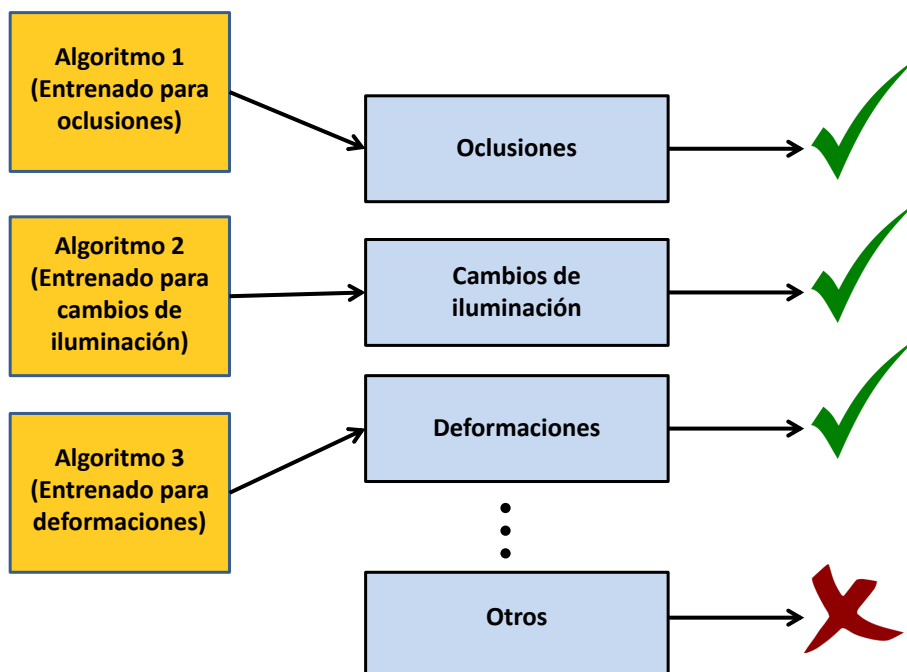 Algoritmo 1
(Entrenado para
oclusiones)
Oclusiones
Algoritmo 2
(Entrenado para
cambios de
iluminación)
Cambios de
iluminación
Algoritmo 3
(Entrenado para
deformaciones)
Deformaciones
Otros